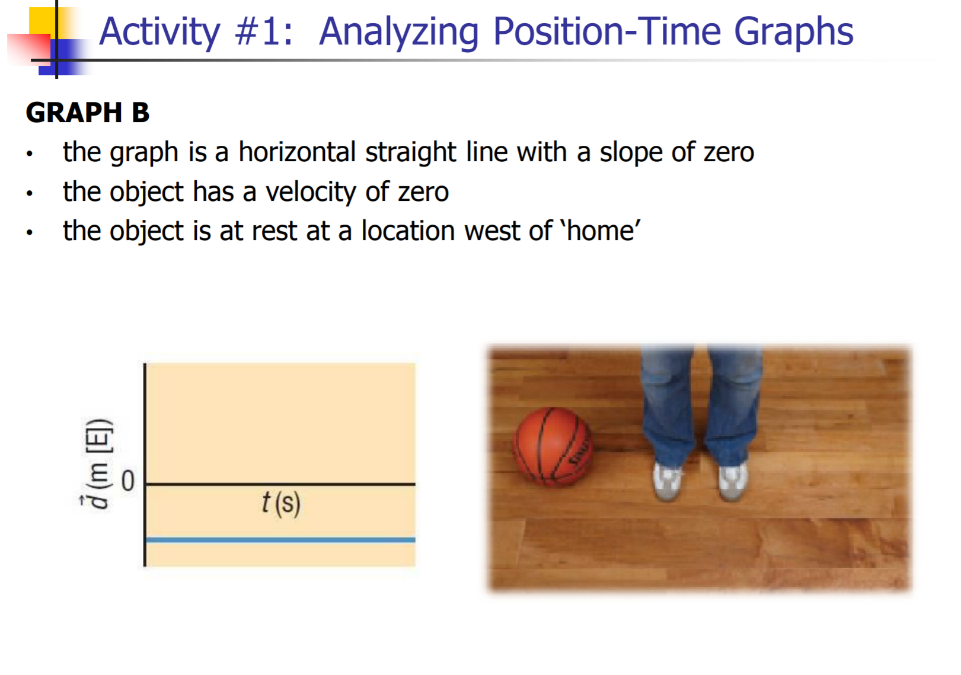 Activity #1: Analyzing Position-Time Graphs
GRAPH B
• the graph is a horizontal straight line with a slope of zero
• the object has a velocity of zero
• the object is at rest at a location west of ‘home’
d⃗ (m [E])
0
t (s)